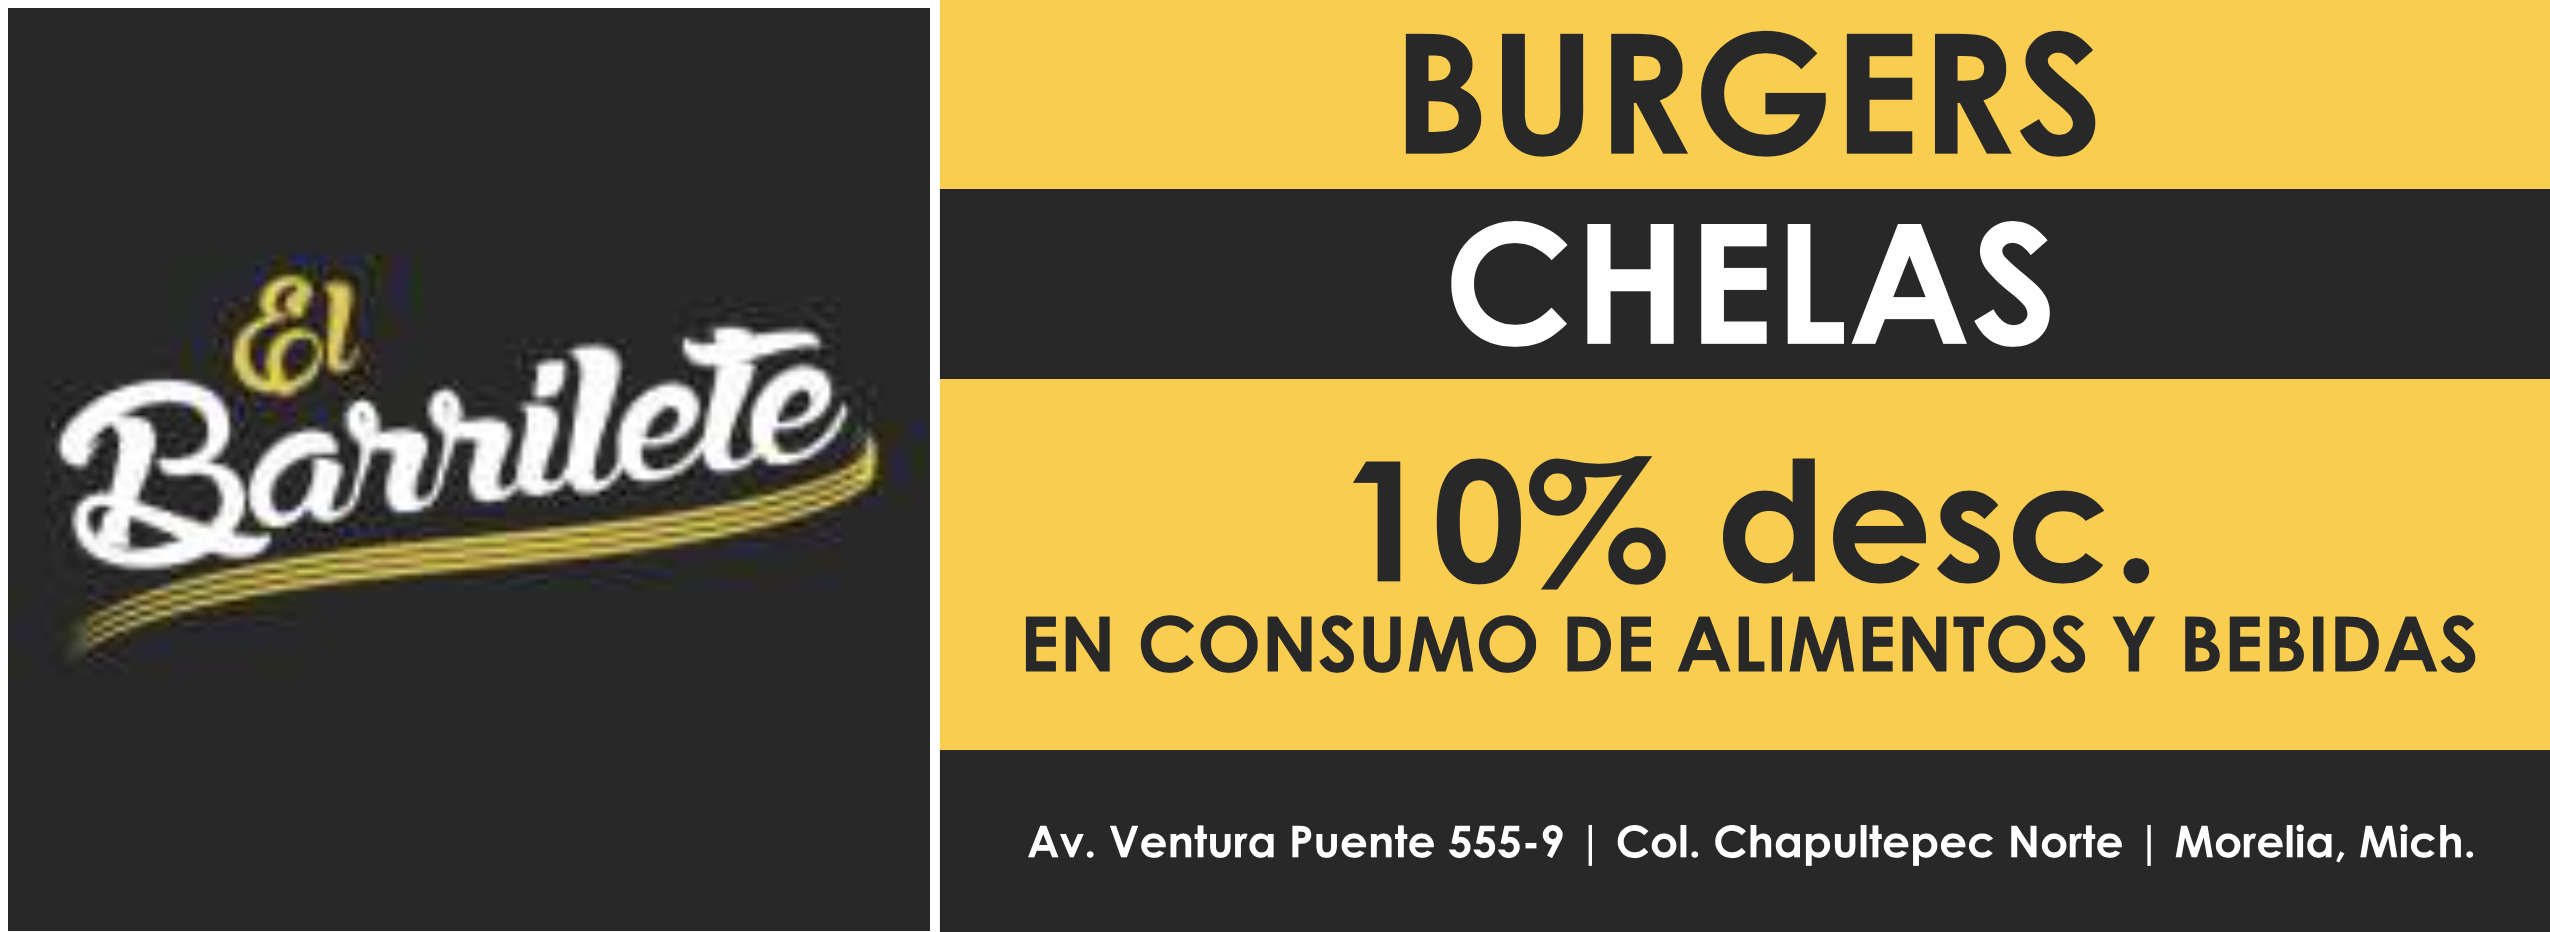 El
Barrilete
BURGERS
CHELAS
10% desc.
EN CONSUMO DE ALIMENTOS Y BEBIDAS
Av. Ventura Puente 555-9 | Col. Chapultepec Norte | Morelia, Mich.